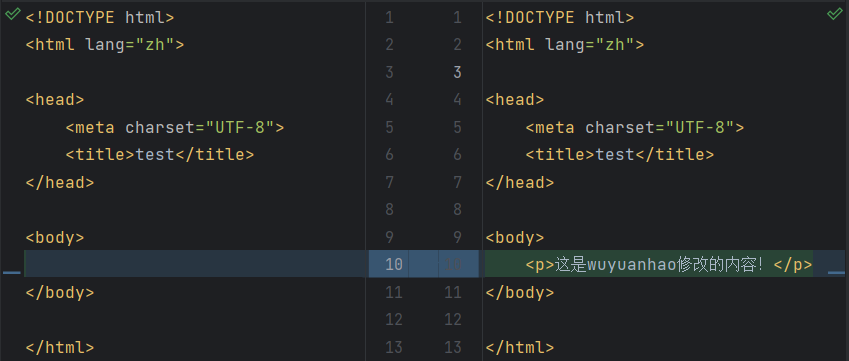 <!DOCTYPE html> 1 1 <!DOCTYPE html>
<html lang="zh"> 2 2 <html lang="zh">
3 3
<head> 4 4 <head>
<meta charset="UTF-8"> 5 5 <meta charset="UTF-8">
<title>test</title> 6 6 <title>test</title>
</head> 7 7 </head>
8 8
<body> 9 9 <body>
10 10 <p>这是wuyuanhao修改的内容！</p>
</body> 11 11 </body>
12 12
</html> 13 13 </html>